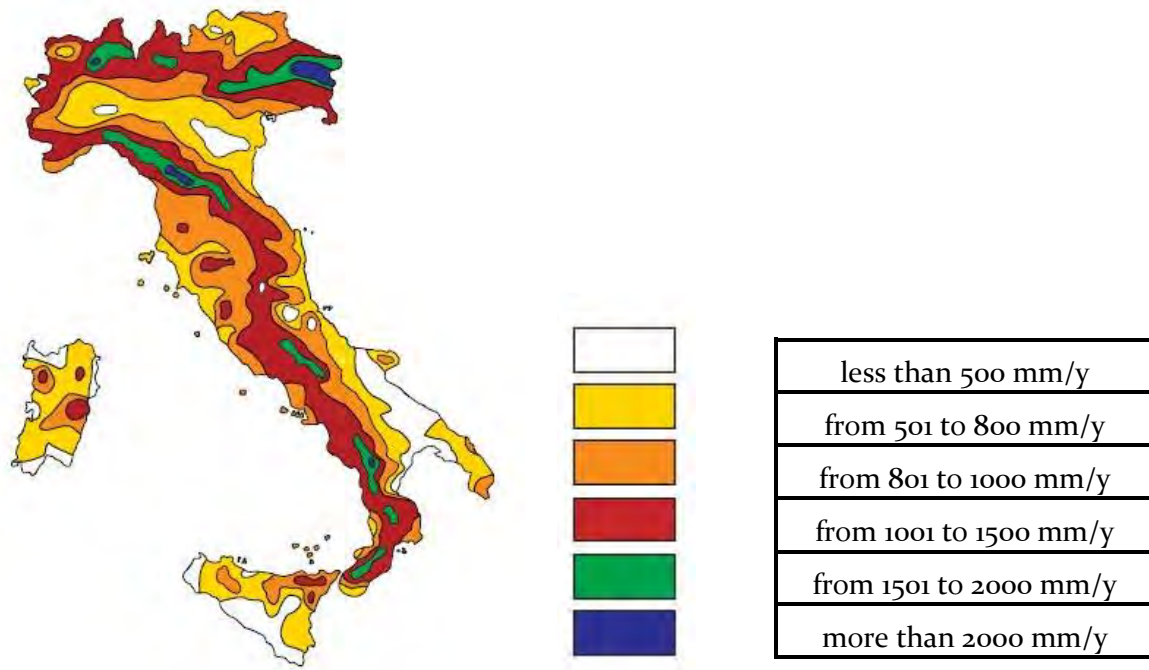 less than 500 mm/y
from 501 to 800 mm/y
from 801 to 1000 mm/y
from 1001 to 1500 mm/y
from 1501 to 2000 mm/y
more than 2000 mm/y